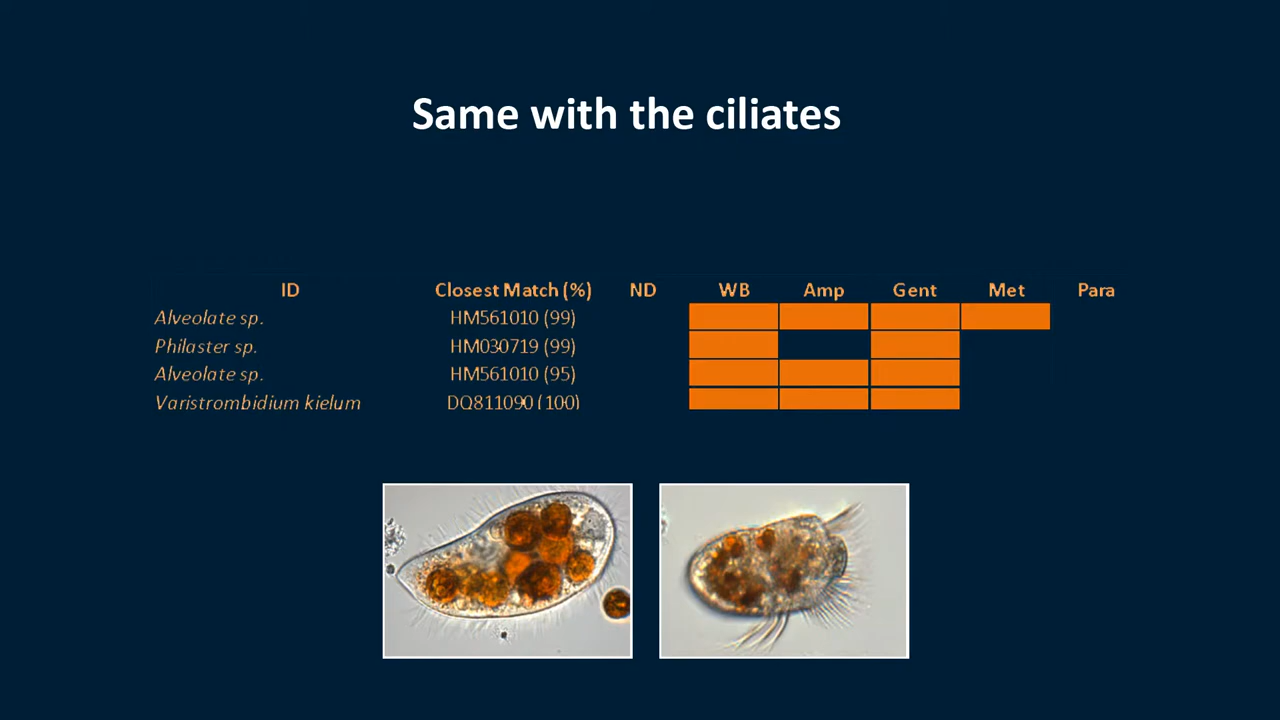 Same with the ciliates
ID Closest Match (%) ND WB Amp Gent Met Para
Alveolate sp. HM561010 (99)
Philaster sp. HM030719 (99)
Alveolate sp. HM561010 (95)
Varistrombidium kielum DQ811090 (100)